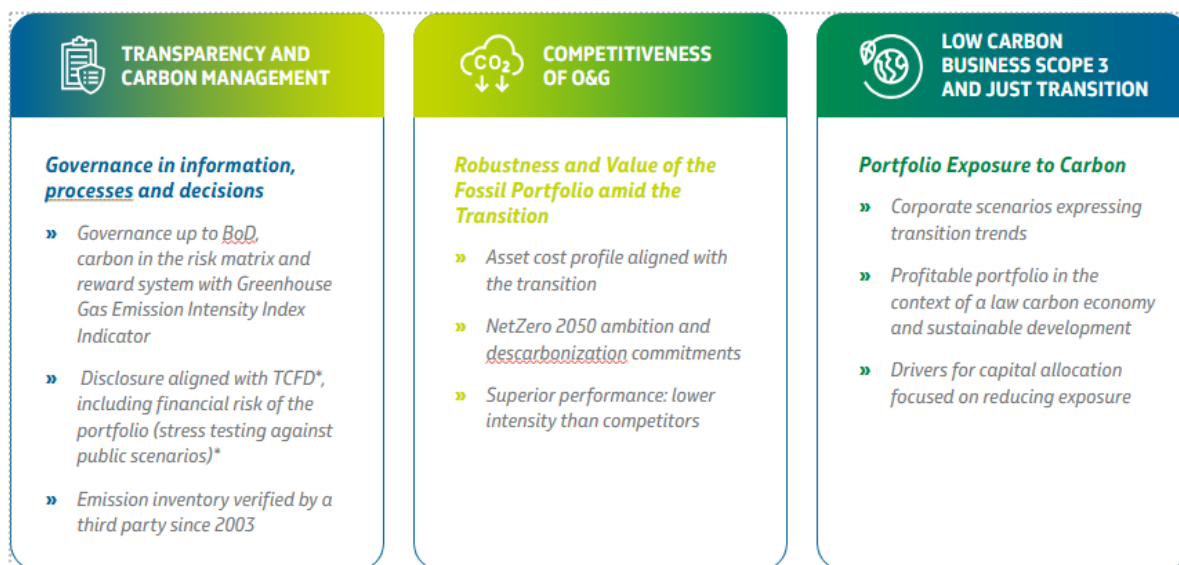 TRANSPARENCY AND
CARBON MANAGEMENT
Governance in information,
processes and decisions
» Governance up to BoD,
carbon in the risk matrix and
reward system with Greenhouse
Gas Emission Intensity Index
Indicator
» Disclosure aligned with TCFD*,
including financial risk of the
portfolio (stress testing against
public scenarios)*
» Emission inventory verified by a
third party since 2003
CO₂
COMPETITIVENESS
OF O&G
Robustness and Value of the
Fossil Portfolio amid the
Transition
» Asset cost profile aligned with
the transition
» NetZero 2050 ambition and
descarbonization commitments
» Superior performance: lower
intensity than competitors
LOW CARBON
BUSINESS SCOPE 3
AND JUST TRANSITION
Portfolio Exposure to Carbon
» Corporate scenarios expressing
transition trends
» Profitable portfolio in the
context of a law carbon economy
and sustainable development
» Drivers for capital allocation
focused on reducing exposure